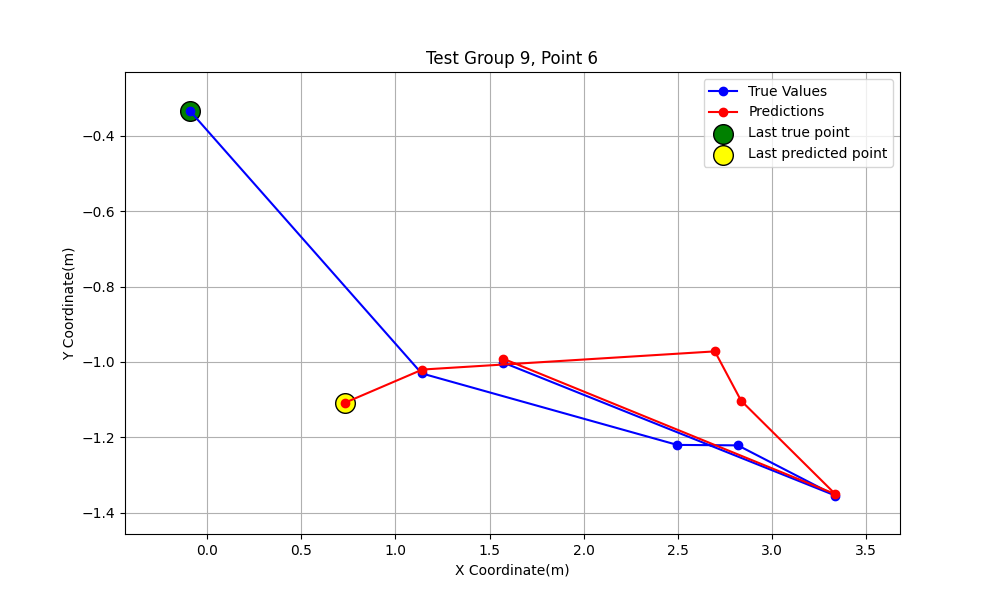 Test Group 9, Point 6
True Values
Predictions
Last true point
Last predicted point
Y Coordinate(m)
−0.4
−0.6
−0.8
−1.0
−1.2
−1.4
0.0 0.5 1.0 1.5 2.0 2.5 3.0 3.5
X Coordinate(m)